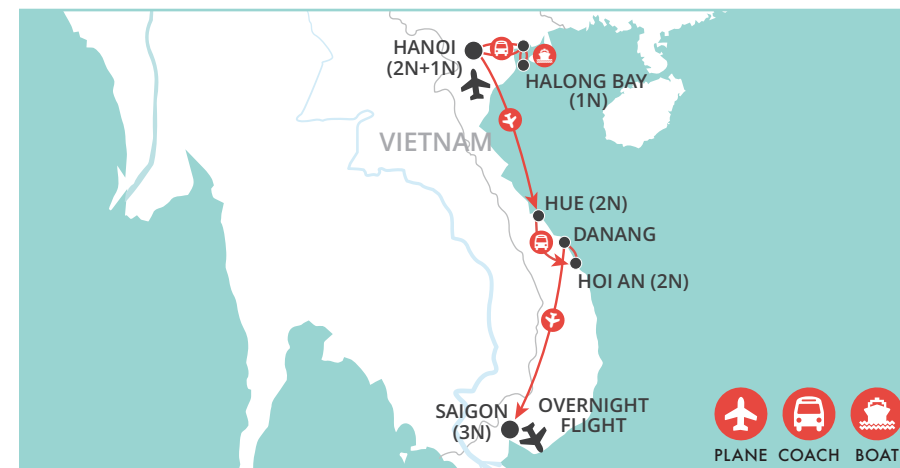 HANOI
(2N+1N)
HALONG BAY
(1N)
VIETNAM
HUE (2N)
DANANG
HOI AN (2N)
SAIGON
(3N)
OVERNIGHT
FLIGHT
PLANE COACH BOAT